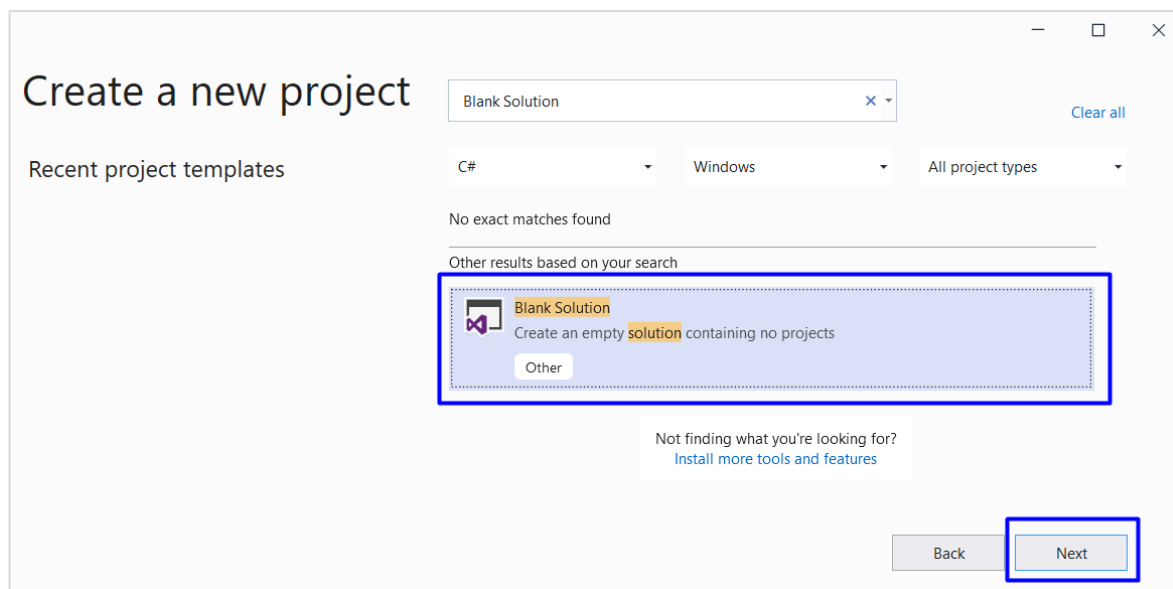 Create a new project
Blank Solution
Clear all
Recent project templates
C#
Windows
All project types
No exact matches found
Other results based on your search
Blank Solution
Create an empty solution containing no projects
Other
Not finding what you're looking for?
Install more tools and features
Back
Next